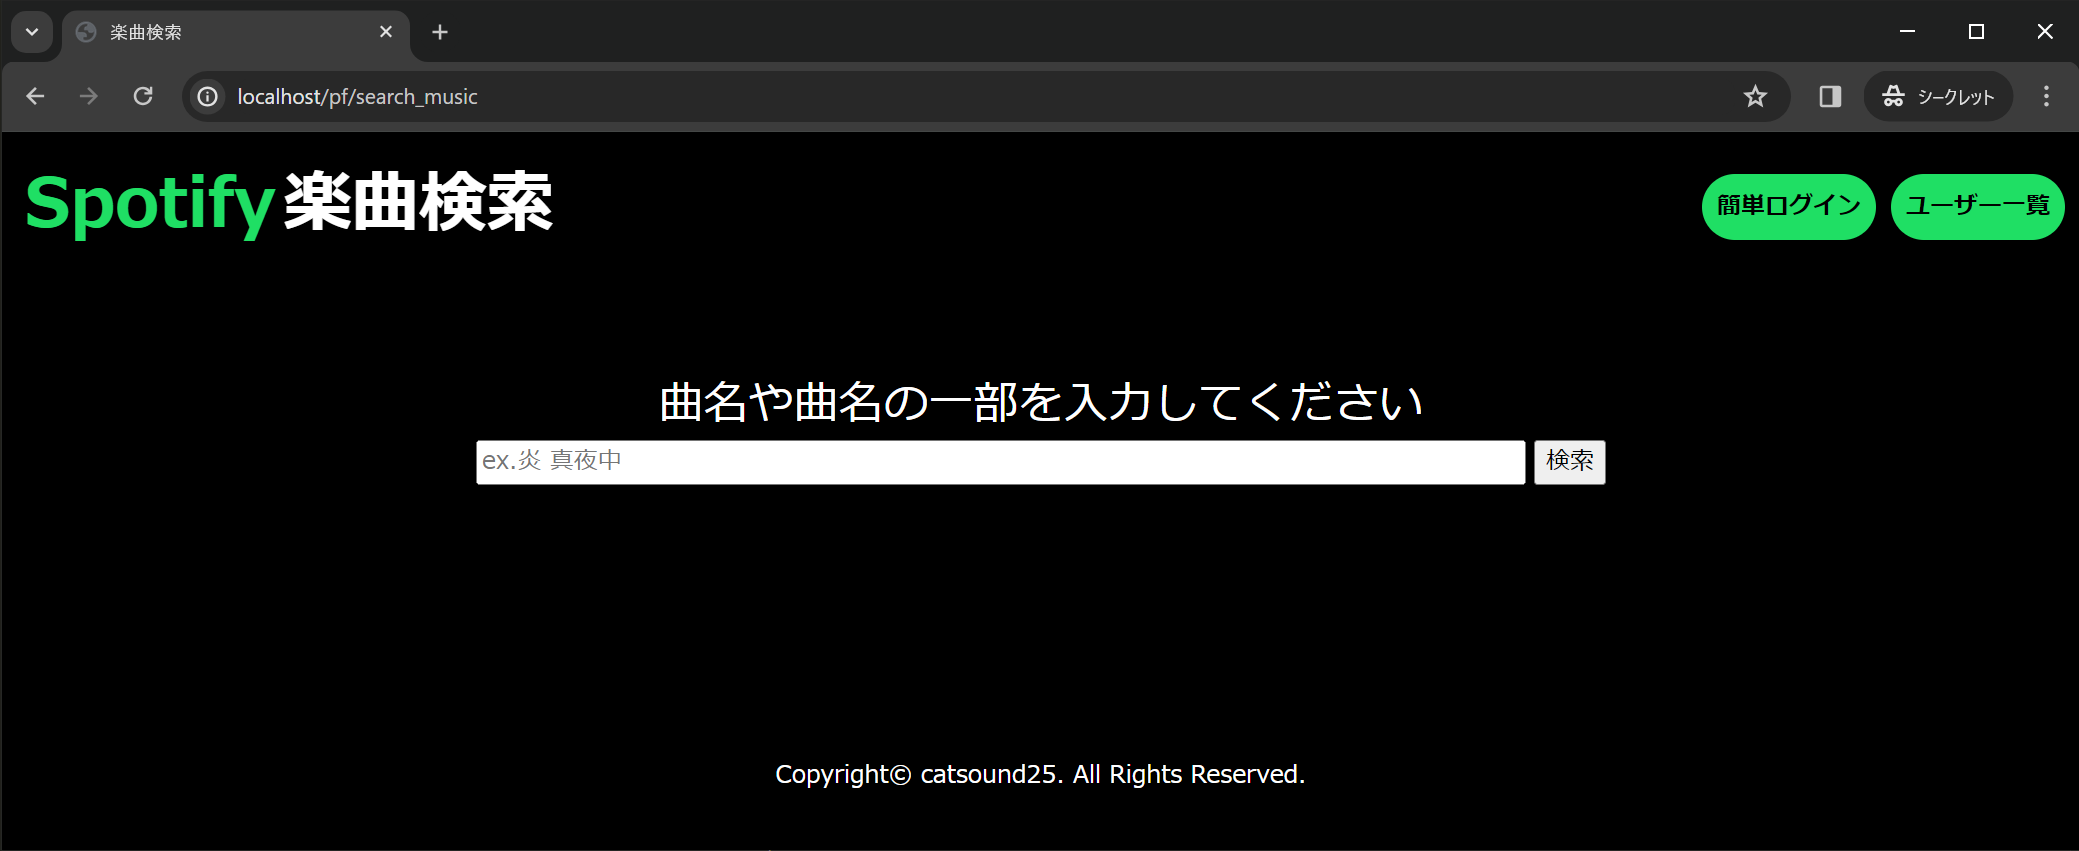 楽曲検索
localhost/pf/search_music
シークレット
Spotify 楽曲検索
簡単ログイン
ユーザー一覧
曲名や曲名の一部を入力してください
ex.炎 真夜中
検索
Copyright© catsound25. All Rights Reserved.